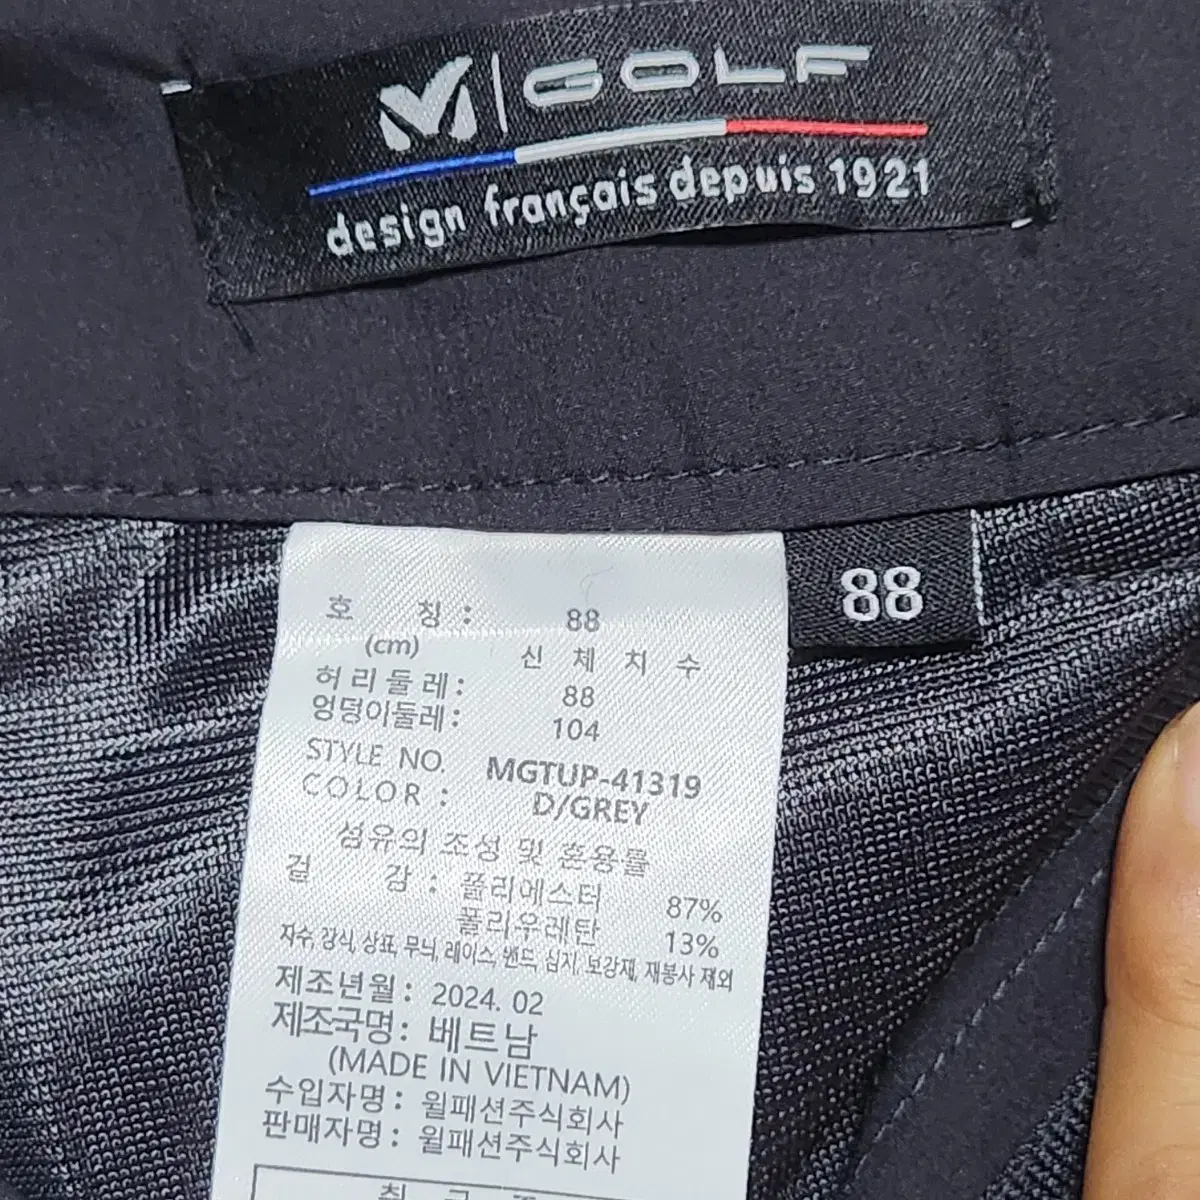 M | GOLF
design français depuis 1921
88
호 칭 : 88
(cm) 신 체 치 수
허 리 둘 레 : 88
엉덩이둘레 : 104
STYLE NO. MGTUP-41319
COLOR : D/GREY
섬유의 조성 및 혼용률
겉 감 : 폴리에스터 87%
폴리우레탄 13%
자수, 장식, 상표, 무늬, 레이스, 밴드, 심지, 보강재, 재봉사 제외
제조년월 : 2024. 02
제조국명 : 베트남
(MADE IN VIETNAM)
수입자명 : 월패션주식회사
판매자명 : 월패션주식회사